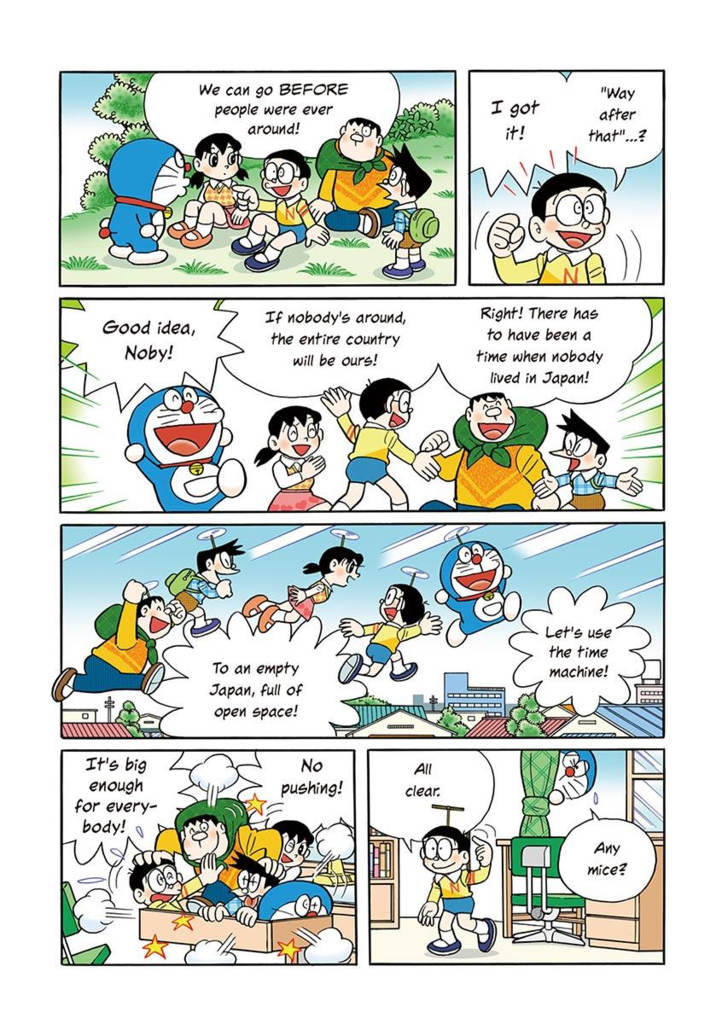 "Way
after
that"...?
I got
it!
We can go BEFORE
people were ever
around!
Right! There has
to have been a
time when nobody
lived in Japan!
If nobody's around,
the entire country
will be ours!
Good idea,
Noby!
Let's use
the time
machine!
To an empty
Japan, full of
open space!
Any
mice?
All
clear.
No
pushing!
It's big
enough
for every-
body!